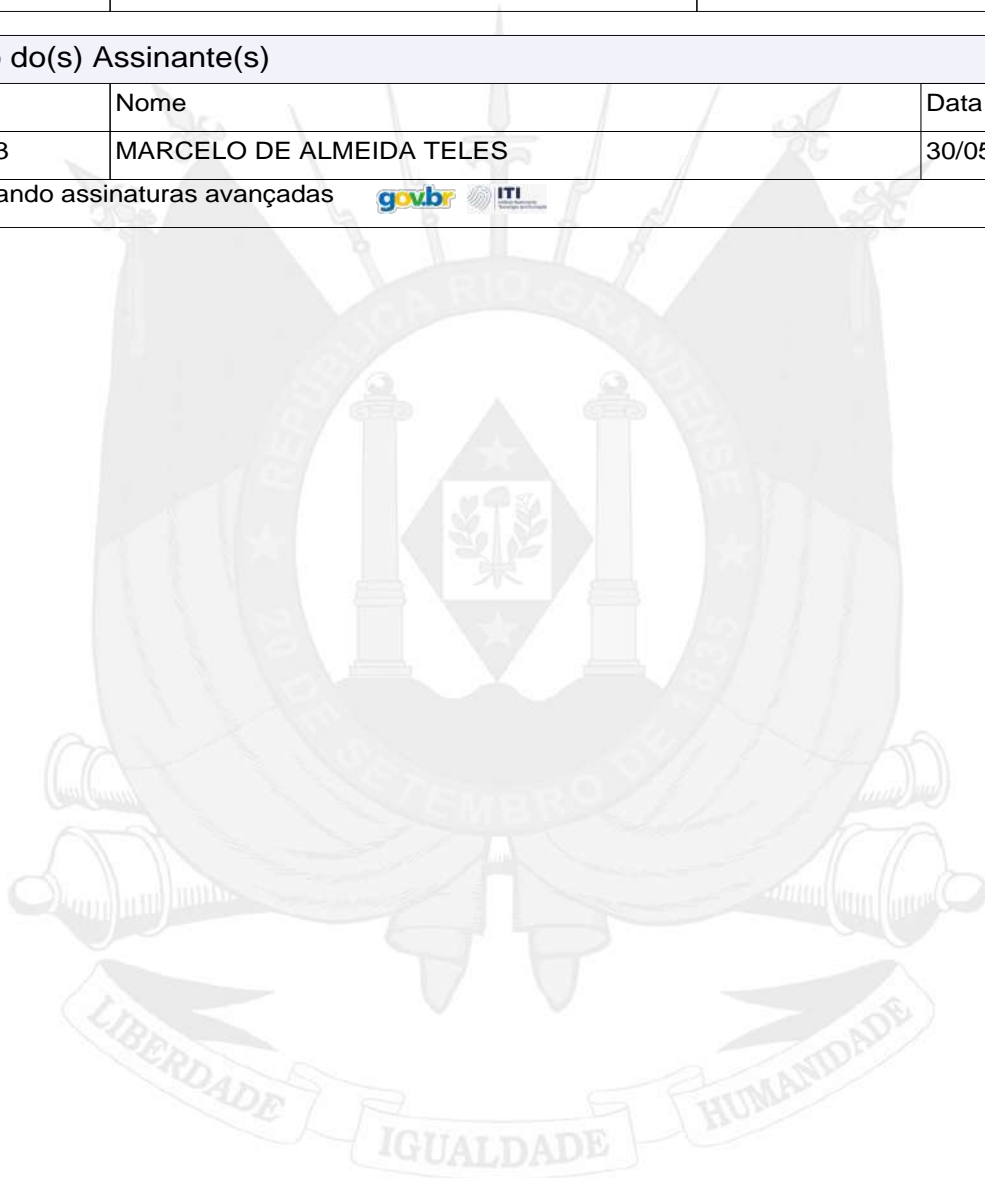 do(s) Assinante(s)
Nome
Data
3
MARCELO DE ALMEIDA TELES
30/05
ando assinaturas avançadas
gov.br
ITI
REPÚBLICA RIO-GRANDENSE
20 DE SETEMBRO DE 1835
LIBERDADE
IGUALDADE
HUMANIDADE